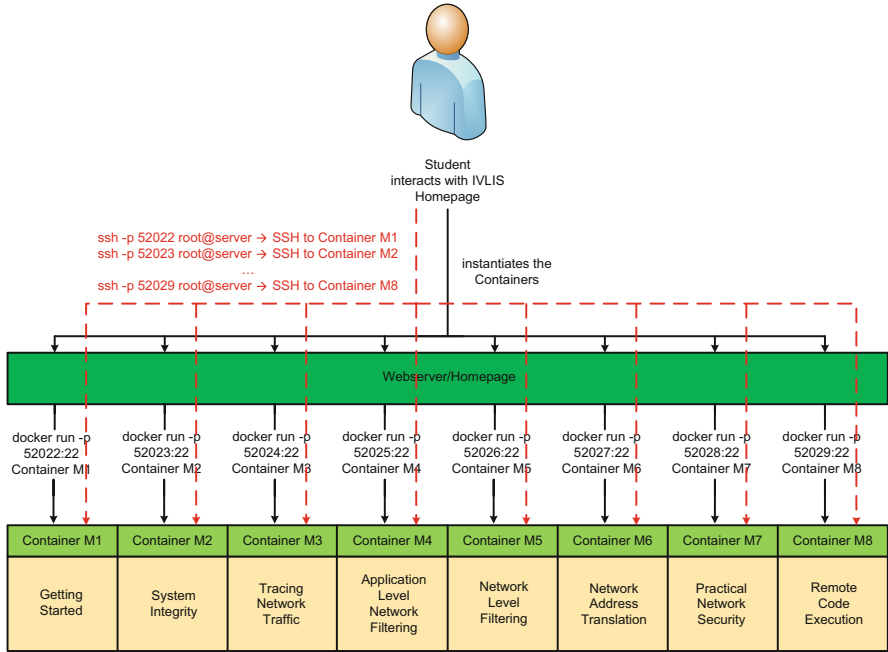 Student
interacts with IVLIS
Homepage
ssh -p 52022 root@server → SSH to Container M1
ssh -p 52023 root@server → SSH to Container M2
...
ssh -p 52029 root@server → SSH to Container M8
instantiates the
Containers
Webserver/Homepage
docker run -p
52022:22
Container M1
docker run -p
52023:22
Container M2
docker run -p
52024:22
Container M3
docker run -p
52025:22
Container M4
docker run -p
52026:22
Container M5
docker run -p
52027:22
Container M6
docker run -p
52028:22
Container M7
docker run -p
52029:22
Container M8
Container M1
Container M2
Container M3
Container M4
Container M5
Container M6
Container M7
Container M8
Getting
Started
System
Integrity
Tracing
Network
Traffic
Application
Level
Network
Filtering
Network
Level
Filtering
Network
Address
Translation
Practical
Network
Security
Remote
Code
Execution